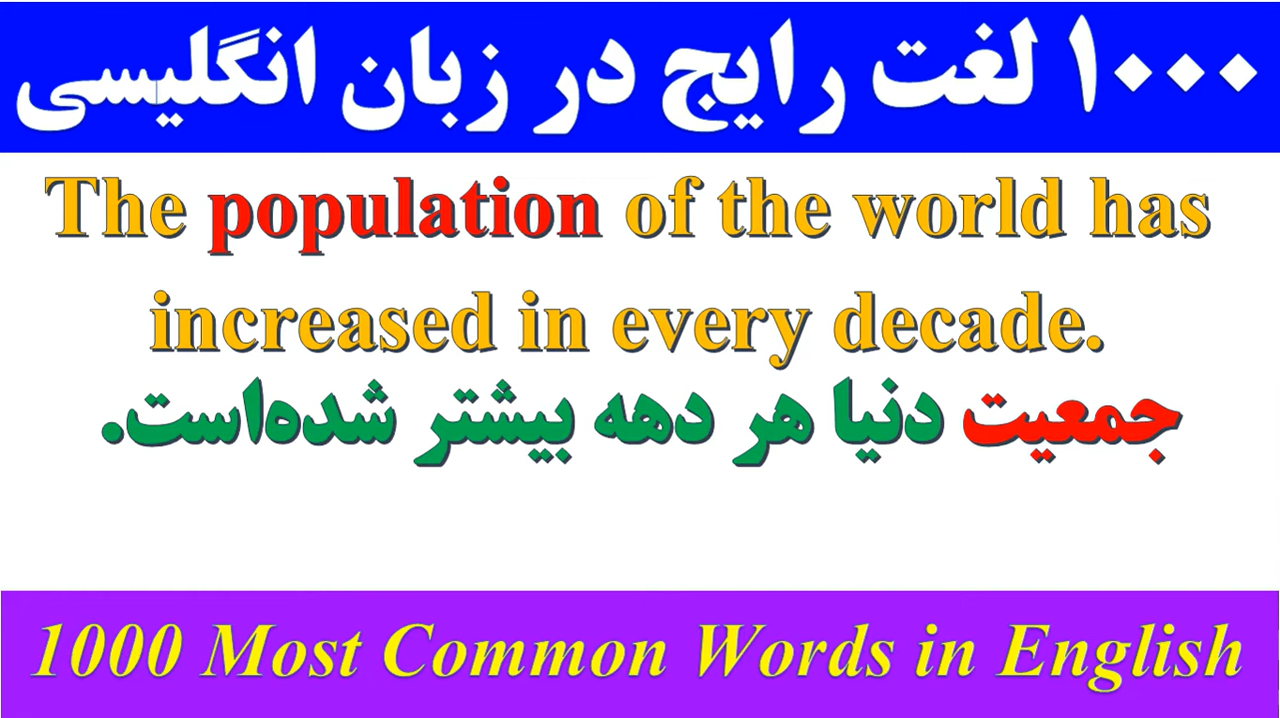 ۱۰۰۰ لغت رایج در زبان انگلیسی
The population of the world has
increased in every decade.
جمعیت دنیا هر دهه بیشتر شده‌است.
1000 Most Common Words in English